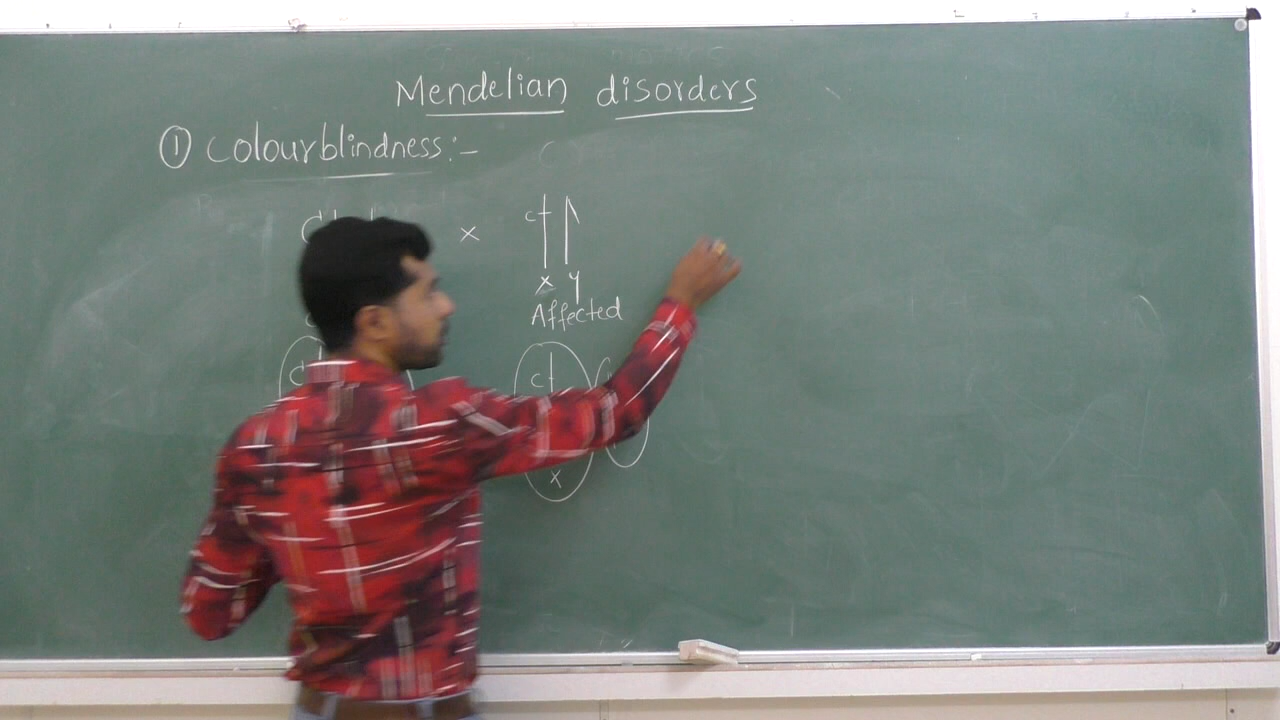 Mendelian disorders
① colourblindness:-
x c
x y
Affected
c
x